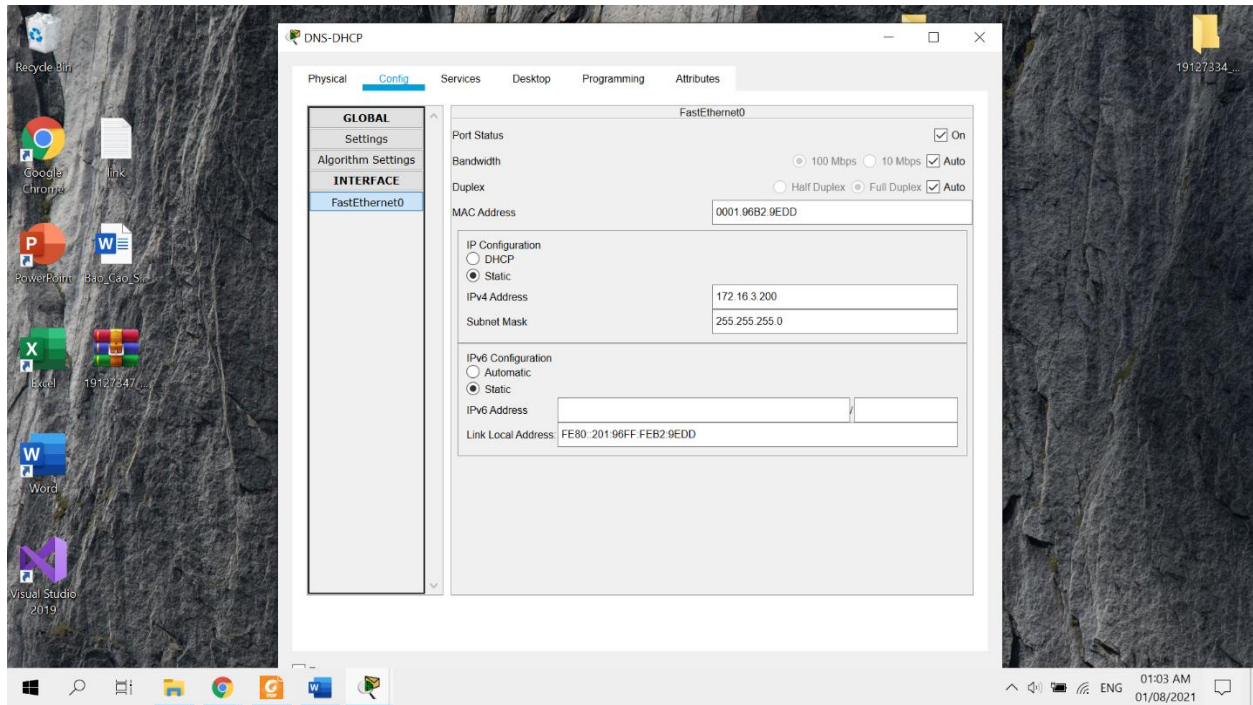 DNS-DHCP
Physical Config Services Desktop Programming Attributes
GLOBAL
Settings
Algorithm Settings
INTERFACE
FastEthernet0
FastEthernet0
Port Status On
Bandwidth 100 Mbps 10 Mbps Auto
Duplex Half Duplex Full Duplex Auto
MAC Address 0001.96B2.9EDD
IP Configuration
DHCP
Static
IPv4 Address 172.16.3.200
Subnet Mask 255.255.255.0
IPv6 Configuration
Automatic
Static
IPv6 Address /
Link Local Address: FE80::201:96FF:FEB2:9EDD
Recycle Bin
Google
Chrome
link
PowerPoint
Bao_Cao_S...
Excel
19127347_...
Word
Visual Studio
2019
19127334_...
ENG
01:03 AM
01/08/2021